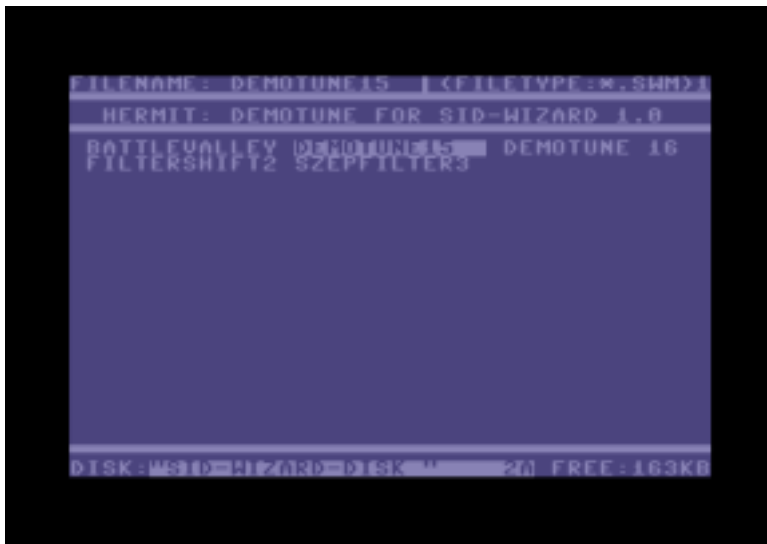 FILENAME: DEMOTUNE15 (FILETYPE:*.SWM)1
HERMIT: DEMOTUNE FOR SID-WIZARD 1.0
BATTLEVALLEY DEMOTUNE15 DEMOTUNE 16
FILTERSHIFT2 SZEPFILTER3
DISK:"SID-WIZARD-DISK " 2A FREE:163KB